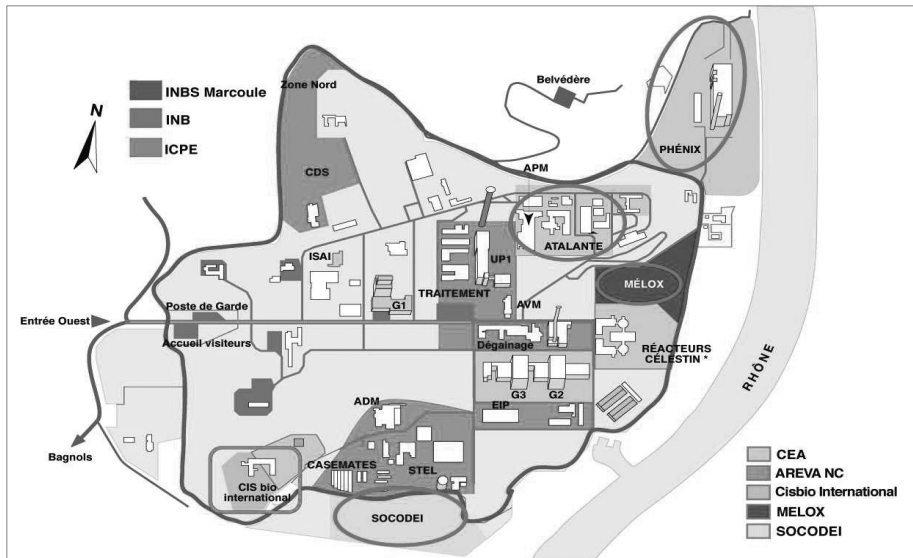 Zone Nord
Belvédère
INBS Marcoule
N
INB
ICPE
PHÉNIX
CDS
APM
ATALANTE
ISAI
UP1
MÉLOX
TRAITEMENT
G1
AVM
Poste de Garde
Entrée Ouest
Accueil visiteurs
Dégainage
RÉACTEURS
CÉLESTIN *
RHÔNE
G3
G2
ADM
EIP
Bagnols
CASEMATES
STEL
CIS bio
international
SOCODEI
CEA
AREVA NC
Cisbio International
MELOX
SOCODEI